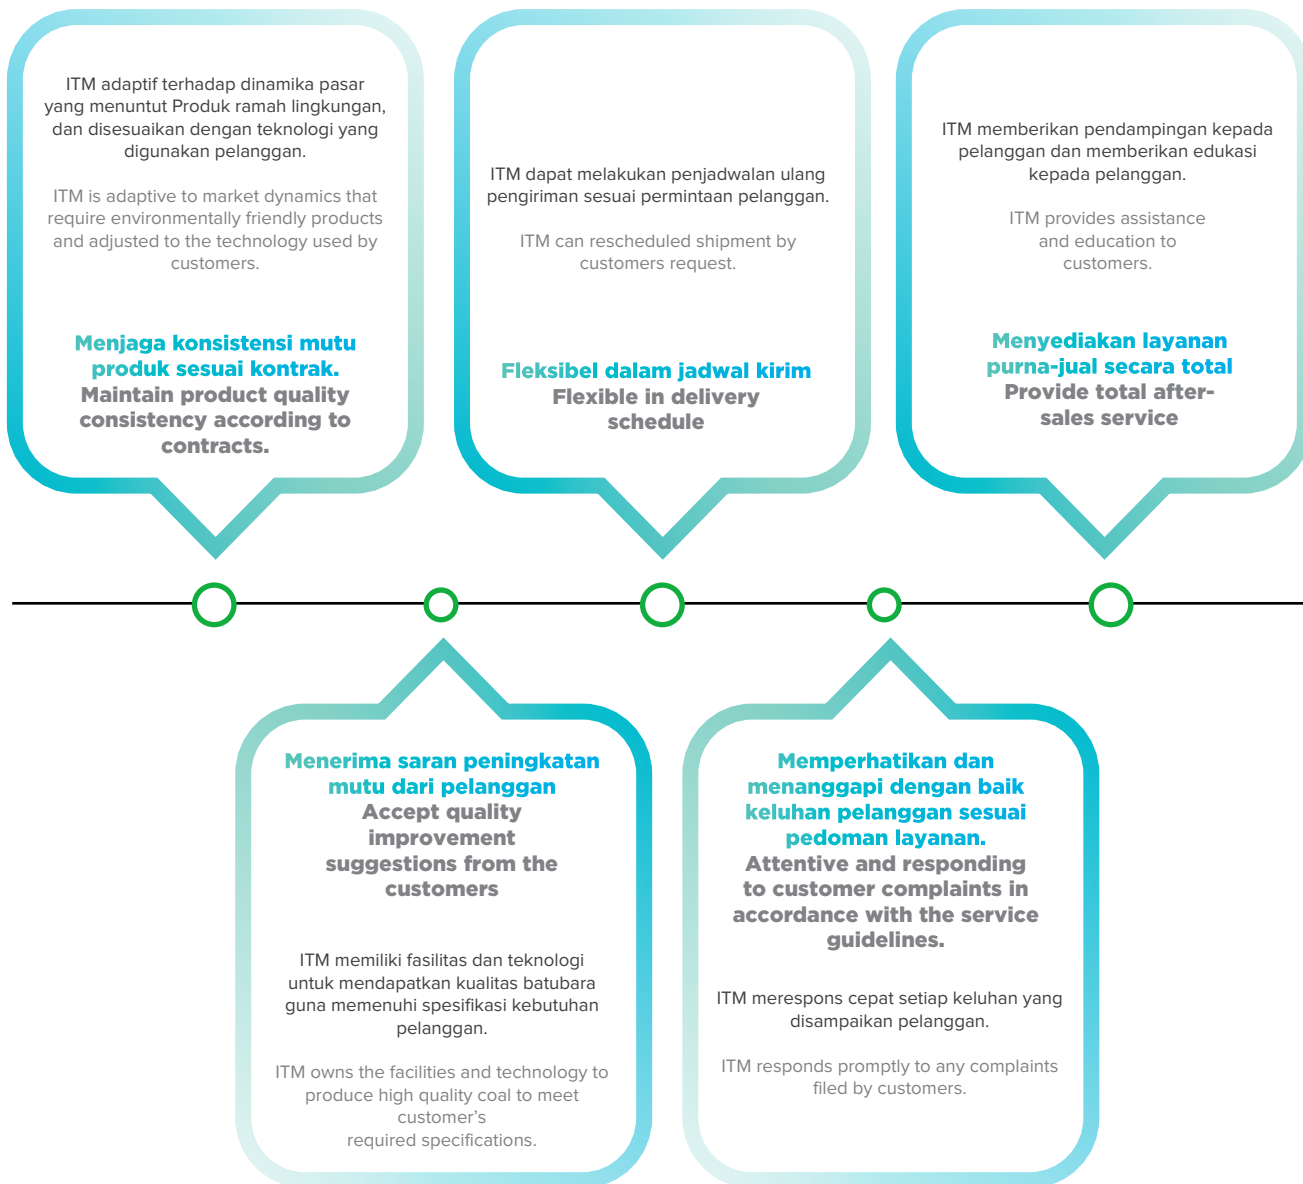 ITM adaptif terhadap dinamika pasar
yang menuntut Produk ramah lingkungan,
dan disesuaikan dengan teknologi yang
digunakan pelanggan.
ITM is adaptive to market dynamics that
require environmentally friendly products
and adjusted to the technology used by
customers.
Menjaga konsistensi mutu
produk sesuai kontrak.
Maintain product quality
consistency according to
contracts.
ITM dapat melakukan penjadwalan ulang
pengiriman sesuai permintaan pelanggan.
ITM can rescheduled shipment by
customers request.
Fleksibel dalam jadwal kirim
Flexible in delivery
schedule
ITM memberikan pendampingan kepada
pelanggan dan memberikan edukasi
kepada pelanggan.
ITM provides assistance
and education to
customers.
Menyediakan layanan
purna-jual secara total
Provide total after-
sales service
Menerima saran peningkatan
mutu dari pelanggan
Accept quality
improvement
suggestions from the
customers
ITM memiliki fasilitas dan teknologi
untuk mendapatkan kualitas batubara
guna memenuhi spesifikasi kebutuhan
pelanggan.
ITM owns the facilities and technology to
produce high quality coal to meet
customer's
required specifications.
Memperhatikan dan
menanggapi dengan baik
keluhan pelanggan sesuai
pedoman layanan.
Attentive and responding
to customer complaints in
accordance with the service
guidelines.
ITM merespons cepat setiap keluhan yang
disampaikan pelanggan.
ITM responds promptly to any complaints
filed by customers.